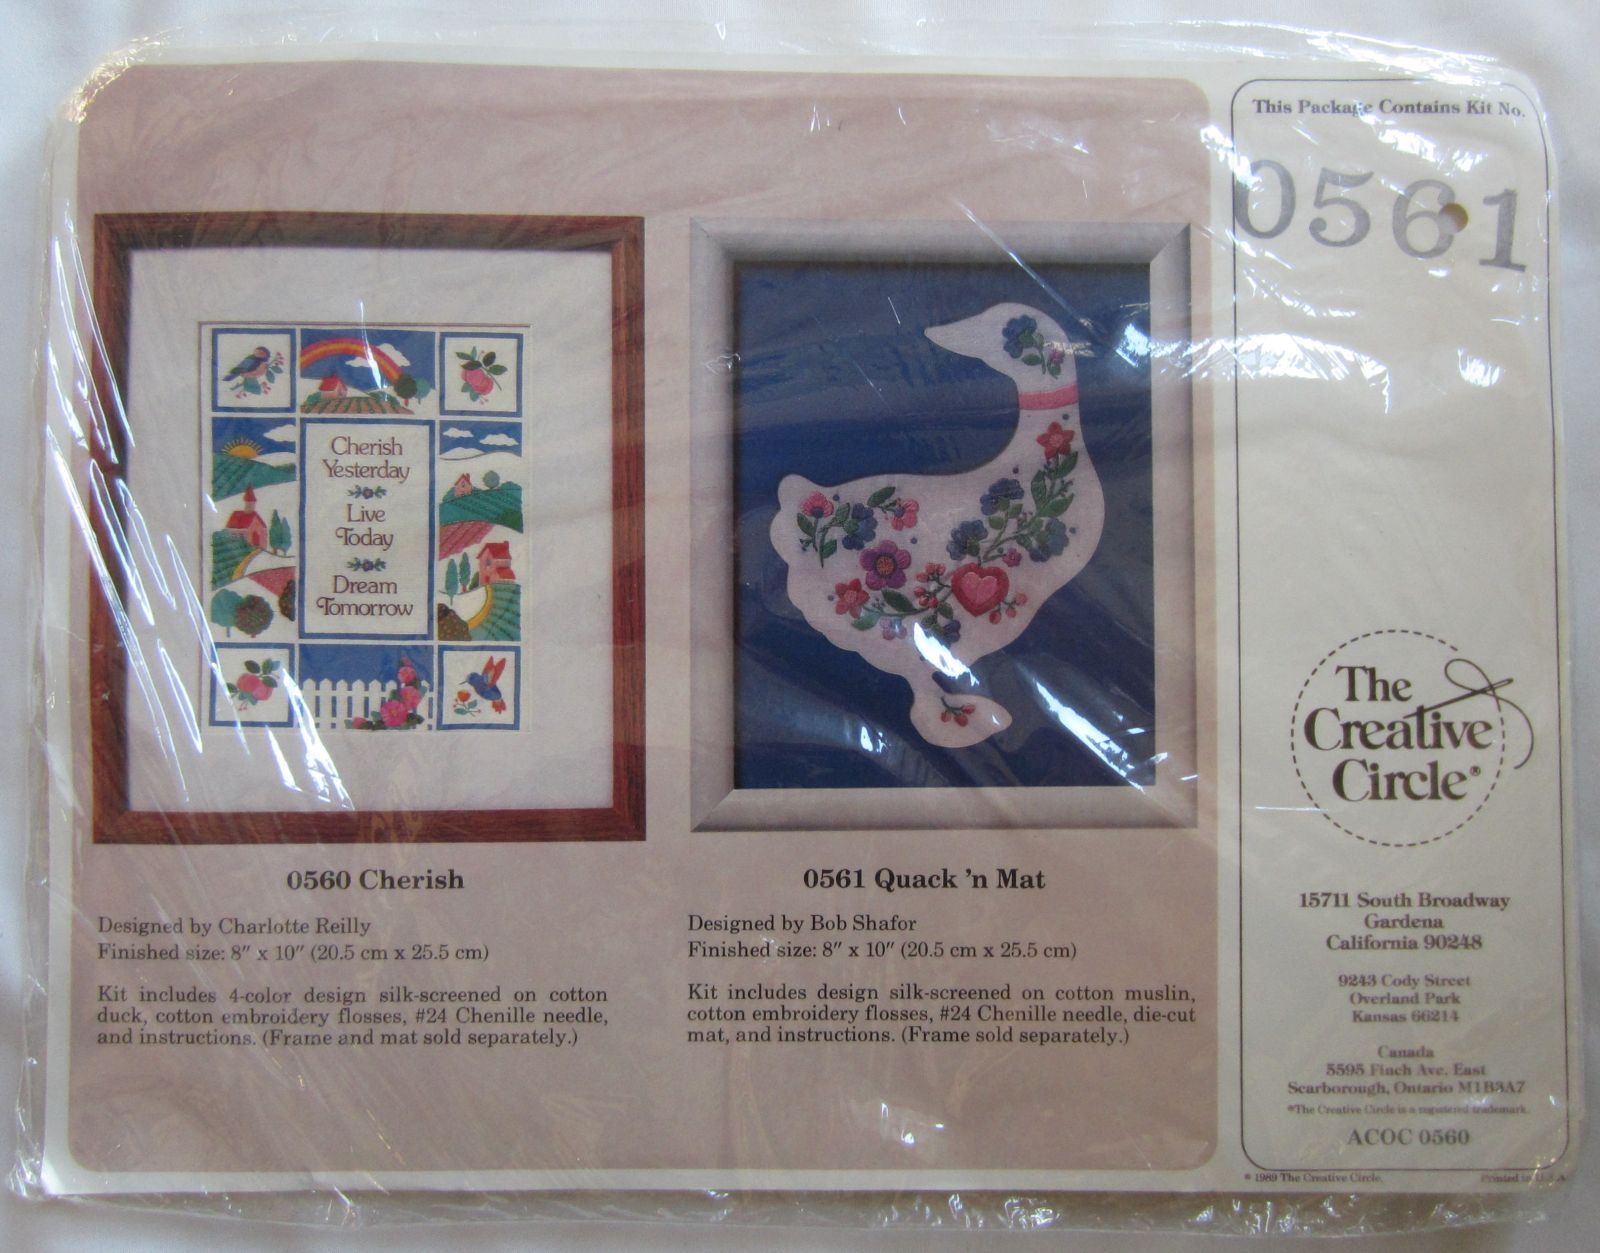 This Package Contains Kit No.
0561
Cherish
Yesterday
Live
Today
Dream
Tomorrow
0560 Cherish
Designed by Charlotte Reilly
Finished size: 8" x 10" (20.5 cm x 25.5 cm)
Kit includes 4-color design silk-screened on cotton
duck, cotton embroidery flosses, #24 Chenille needle,
and instructions. (Frame and mat sold separately.)
0561 Quack 'n Mat
Designed by Bob Shafor
Finished size: 8" x 10" (20.5 cm x 25.5 cm)
Kit includes design silk-screened on cotton muslin,
cotton embroidery flosses, #24 Chenille needle, die-cut
mat, and instructions. (Frame sold separately.)
The
Creative
Circle®
15711 South Broadway
Gardena
California 90248
9243 Cody Street
Overland Park
Kansas 66214
Canada
5595 Finch Ave. East
Scarborough, Ontario M1B3A7
®The Creative Circle is a registered trademark.
ACOC 0560
© 1989 The Creative Circle.
Printed in U.S.A